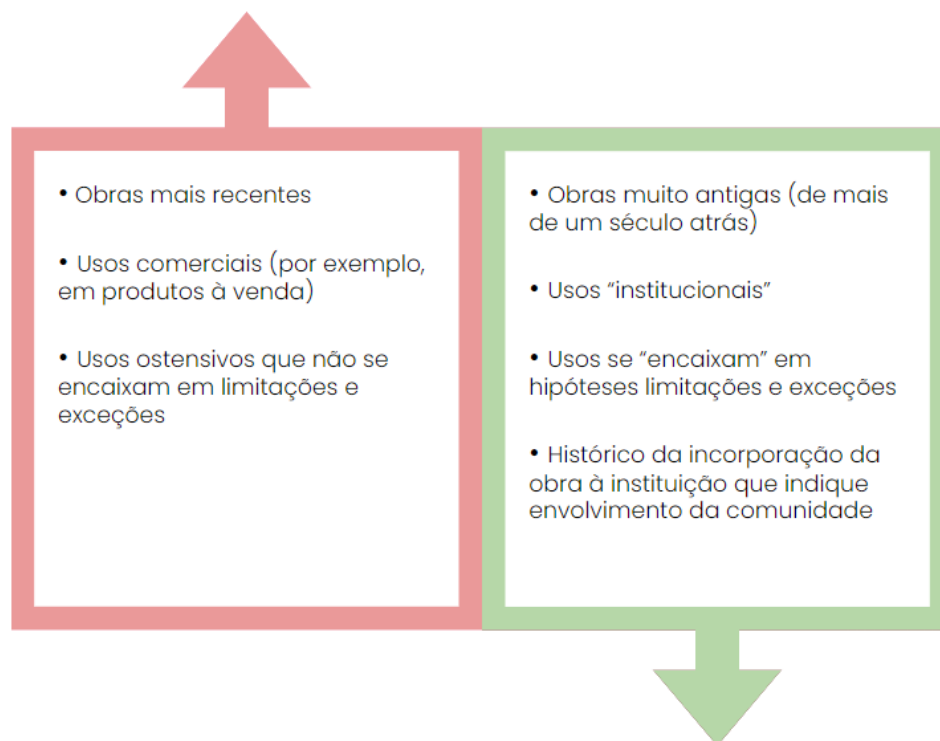 • Obras mais recentes
• Usos comerciais (por exemplo,
em produtos à venda)
• Usos ostensivos que não se
encaixam em limitações e
exceções
• Obras muito antigas (de mais
de um século atrás)
• Usos “institucionais”
• Usos se “encaixam” em
hipóteses limitações e exceções
• Histórico da incorporação da
obra à instituição que indique
envolvimento da comunidade